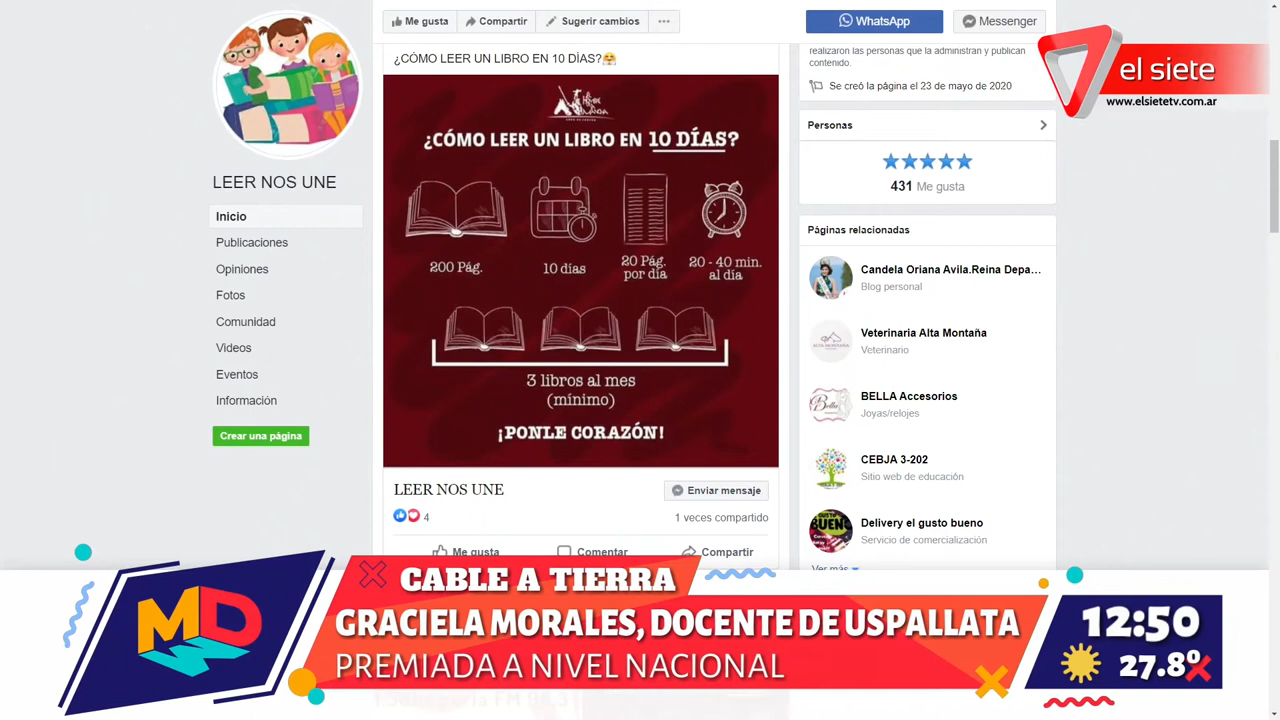 Me gusta
Compartir
Sugerir cambios
WhatsApp
Messenger
LEER NOS UNE
Inicio
Publicaciones
Opiniones
Fotos
Comunidad
Videos
Eventos
Información
Crear una página
¿CÓMO LEER UN LIBRO EN 10 DÌAS?🤗
¿CÓMO LEER UN LIBRO EN 10 DÍAS?
200 Pág.
10 días
20 Pág.
por día
20 - 40 min.
al día
3 libros al mes
(mínimo)
¡PONLE CORAZÓN!
LEER NOS UNE
Enviar mensaje
4
1 veces compartido
Me gusta
Comentar
Compartir
realizaron las personas que la administran y publican
contenido.
Se creó la página el 23 de mayo de 2020
Personas
431 Me gusta
Páginas relacionadas
Candela Oriana Avila.Reina Depa...
Blog personal
Veterinaria Alta Montaña
Veterinario
BELLA Accesorios
Joyas/relojes
CEBJA 3-202
Sitio web de educación
Delivery el gusto bueno
Servicio de comercialización
Ver más
el siete
www.elsietetv.com.ar
MD
CABLE A TIERRA
GRACIELA MORALES, DOCENTE DE USPALLATA
PREMIADA A NIVEL NACIONAL
12:50
27.8º